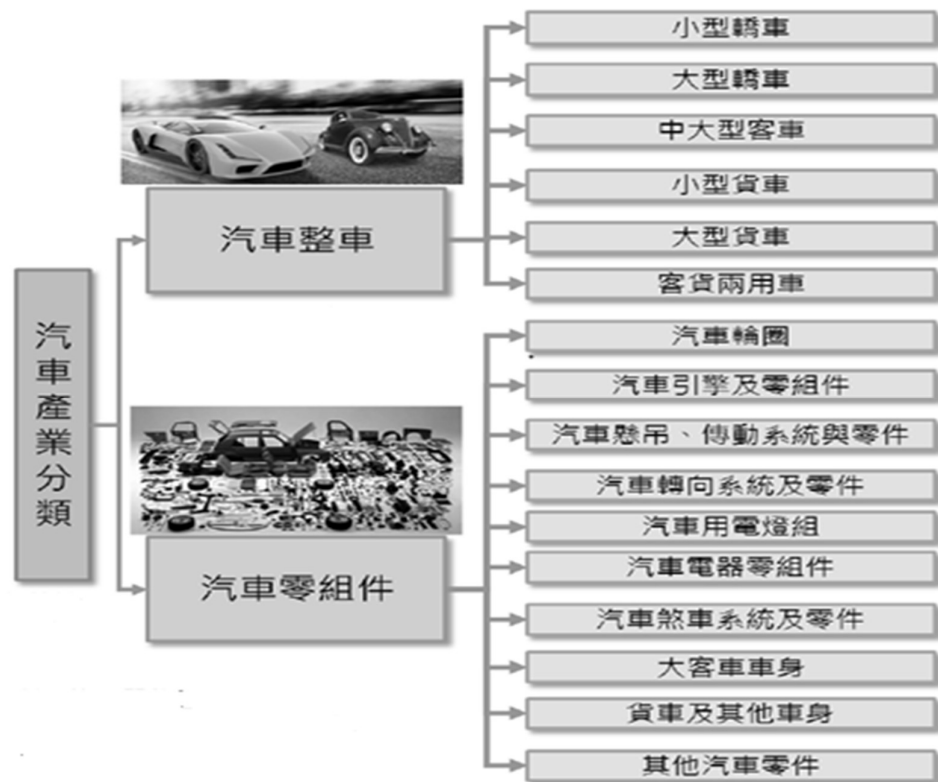 汽車產業分類
汽車整車
小型轎車
大型轎車
中大型客車
小型貨車
大型貨車
客貨兩用車
汽車零組件
汽車輪圈
汽車引擎及零組件
汽車懸吊、傳動系統與零件
汽車轉向系統及零件
汽車用電燈組
汽車電器零組件
汽車煞車系統及零件
大客車車身
貨車及其他車身
其他汽車零件